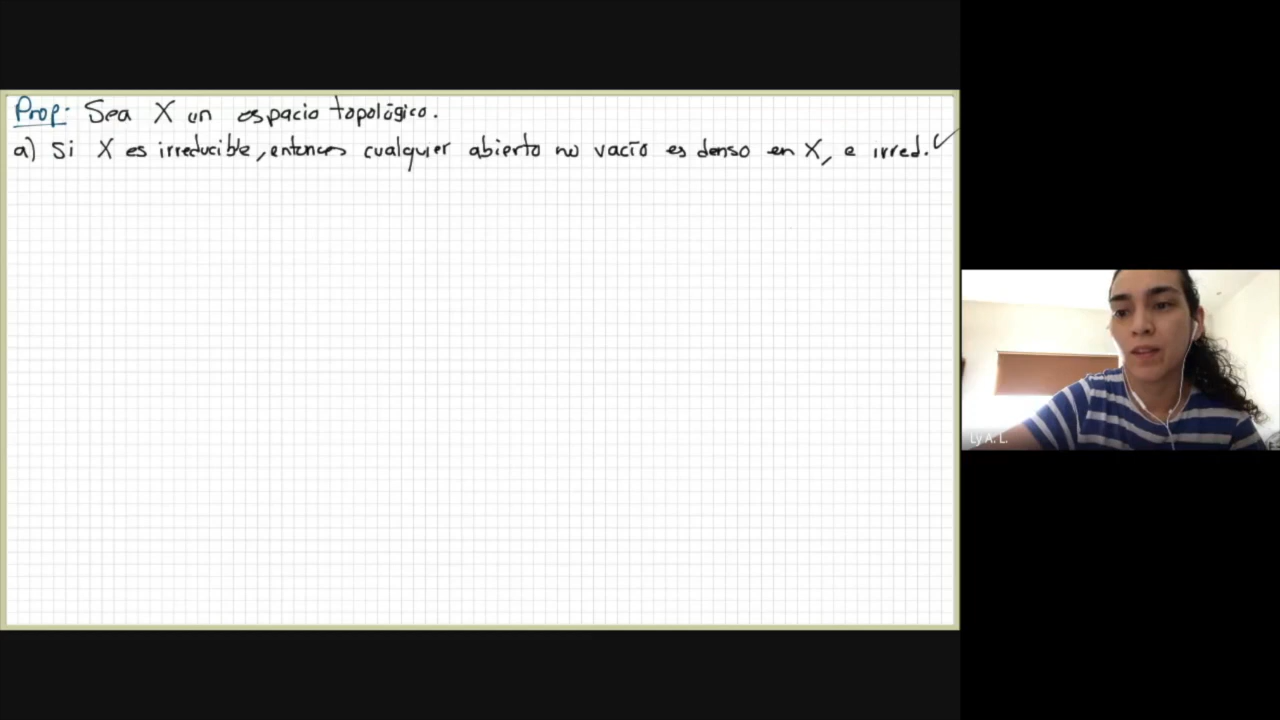 Prop: Sea X un espacio topológico.
a) Si X es irreducible, entonces cualquier abierto no vacío es denso en X, e irred. ✓
Ly A. L.